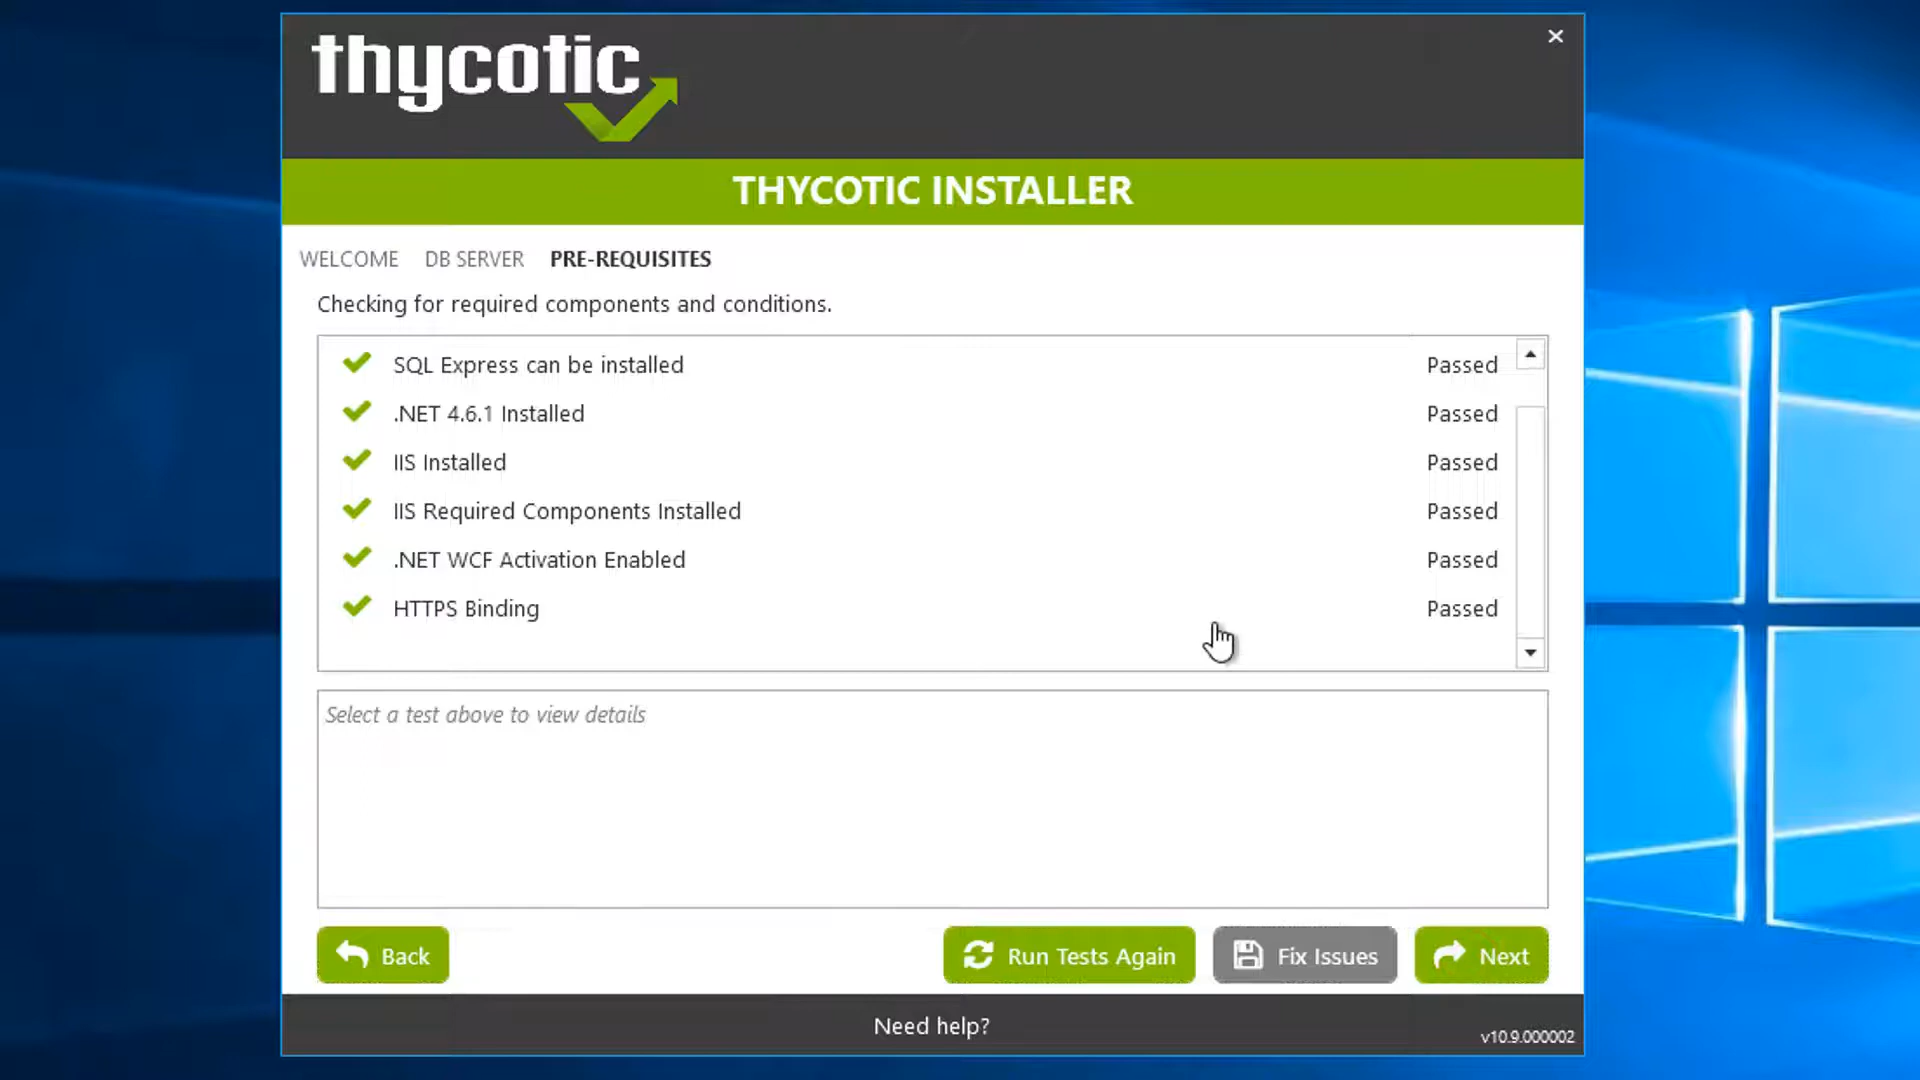 thycotic
THYCOTIC INSTALLER
WELCOME DB SERVER PRE-REQUISITES
Checking for required components and conditions.
SQL Express can be installed Passed
.NET 4.6.1 Installed Passed
IIS Installed Passed
IIS Required Components Installed Passed
.NET WCF Activation Enabled Passed
HTTPS Binding Passed
Select a test above to view details
Back Run Tests Again Fix Issues Next
Need help?
v10.9.000002